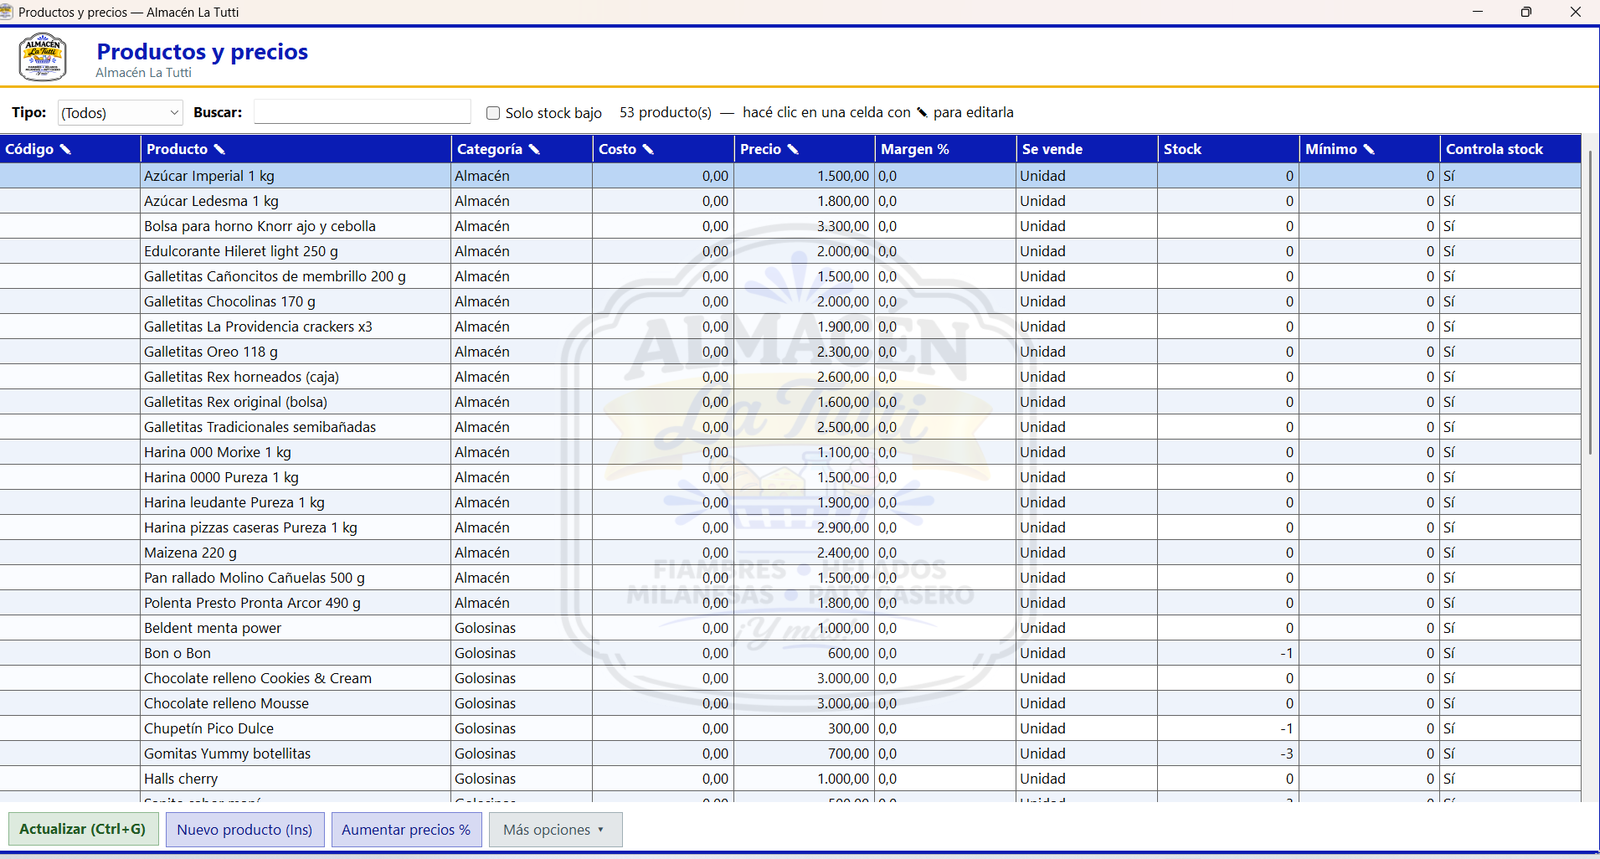 Productos y precios — Almacén La Tutti
ALMACÉN
La Tutti
Productos y precios
Almacén La Tutti
Tipo: (Todos) Buscar: Solo stock bajo 53 producto(s) — hacé clic en una celda con ✎ para editarla
Código ✎ Producto ✎ Categoría ✎ Costo ✎ Precio ✎ Margen % Se vende Stock Mínimo ✎ Controla stock
Azúcar Imperial 1 kg Almacén 0,00 1.500,00 0,0 Unidad 0 0 Sí
Azúcar Ledesma 1 kg Almacén 0,00 1.800,00 0,0 Unidad 0 0 Sí
Bolsa para horno Knorr ajo y cebolla Almacén 0,00 3.300,00 0,0 Unidad 0 0 Sí
Edulcorante Hileret light 250 g Almacén 0,00 2.000,00 0,0 Unidad 0 0 Sí
Galletitas Cañoncitos de membrillo 200 g Almacén 0,00 1.500,00 0,0 Unidad 0 0 Sí
Galletitas Chocolinas 170 g Almacén 0,00 2.000,00 0,0 Unidad 0 0 Sí
Galletitas La Providencia crackers x3 Almacén 0,00 1.900,00 0,0 Unidad 0 0 Sí
Galletitas Oreo 118 g Almacén 0,00 2.300,00 0,0 Unidad 0 0 Sí
Galletitas Rex horneados (caja) Almacén 0,00 2.600,00 0,0 Unidad 0 0 Sí
Galletitas Rex original (bolsa) Almacén 0,00 1.600,00 0,0 Unidad 0 0 Sí
Galletitas Tradicionales semibañadas Almacén 0,00 2.500,00 0,0 Unidad 0 0 Sí
Harina 000 Morixe 1 kg Almacén 0,00 1.100,00 0,0 Unidad 0 0 Sí
Harina 0000 Pureza 1 kg Almacén 0,00 1.500,00 0,0 Unidad 0 0 Sí
Harina leudante Pureza 1 kg Almacén 0,00 1.900,00 0,0 Unidad 0 0 Sí
Harina pizzas caseras Pureza 1 kg Almacén 0,00 2.900,00 0,0 Unidad 0 0 Sí
Maizena 220 g Almacén 0,00 2.400,00 0,0 Unidad 0 0 Sí
Pan rallado Molino Cañuelas 500 g Almacén 0,00 1.500,00 0,0 Unidad 0 0 Sí
Polenta Presto Pronta Arcor 490 g Almacén 0,00 1.800,00 0,0 Unidad 0 0 Sí
Beldent menta power Golosinas 0,00 1.000,00 0,0 Unidad 0 0 Sí
Bon o Bon Golosinas 0,00 600,00 0,0 Unidad -1 0 Sí
Chocolate relleno Cookies & Cream Golosinas 0,00 3.000,00 0,0 Unidad 0 0 Sí
Chocolate relleno Mousse Golosinas 0,00 3.000,00 0,0 Unidad 0 0 Sí
Chupetín Pico Dulce Golosinas 0,00 300,00 0,0 Unidad -1 0 Sí
Gomitas Yummy botellitas Golosinas 0,00 700,00 0,0 Unidad -3 0 Sí
Halls cherry Golosinas 0,00 1.000,00 0,0 Unidad 0 0 Sí
ALMACÉN
La Tutti
FIAMBRES • HELADOS
MILANESAS • PATY CASERO
¡Y más!
Actualizar (Ctrl+G) Nuevo producto (Ins) Aumentar precios % Más opciones ▾